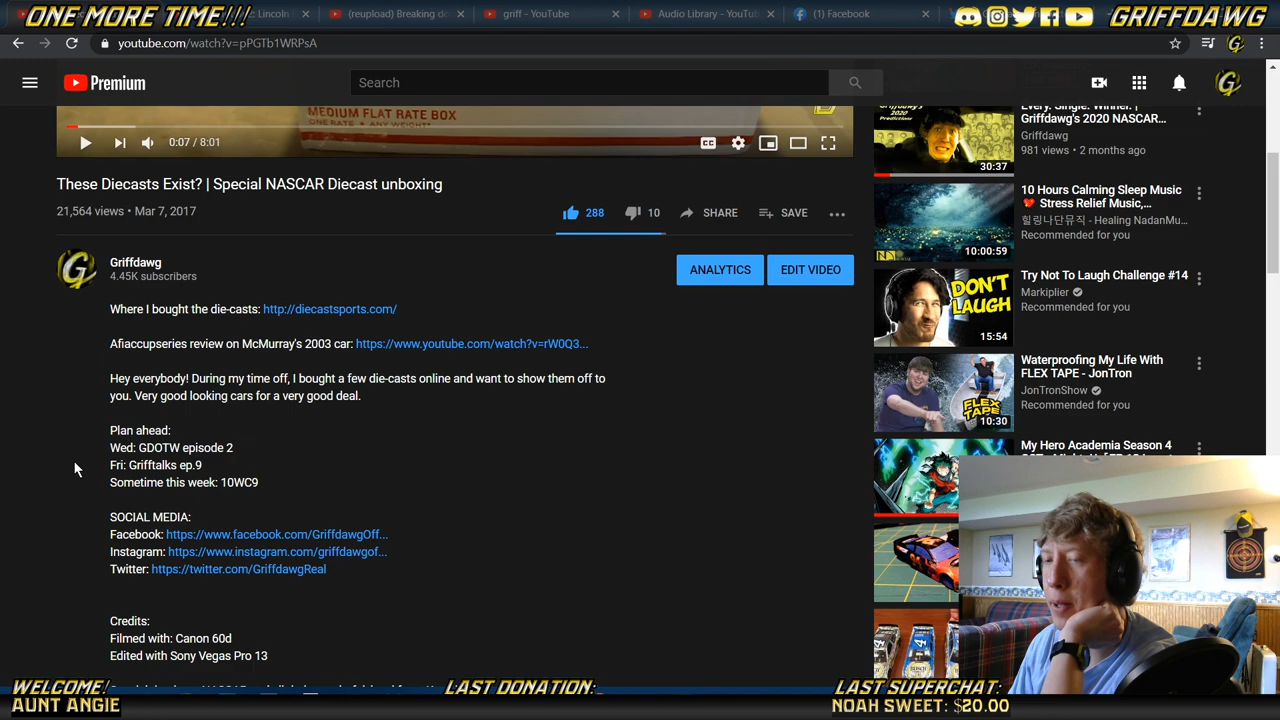 ONE MORE TIME!!!
(reupload) Breaking do
griff - YouTube
Audio Library - YouTub
(1) Facebook
GRIFFDAWG
youtube.com/watch?v=pPGTb1WRPsA
Premium
Search
MEDIUM FLAT RATE BOX
ONE RATE ANY WEIGHT
0:07 / 8:01
These Diecasts Exist? | Special NASCAR Diecast unboxing
21,564 views • Mar 7, 2017
288
10
SHARE
SAVE
Griffdawg
4.45K subscribers
ANALYTICS
EDIT VIDEO
Where I bought the die-casts: http://diecastsports.com/
Afiaccupseries review on McMurray's 2003 car: https://www.youtube.com/watch?v=rW0Q3...
Hey everybody! During my time off, I bought a few die-casts online and want to show them off to
you. Very good looking cars for a very good deal.
Plan ahead:
Wed: GDOTW episode 2
Fri: Grifftalks ep.9
Sometime this week: 10WC9
SOCIAL MEDIA:
Facebook: https://www.facebook.com/GriffdawgOff...
Instagram: https://www.instagram.com/griffdawgof...
Twitter: https://twitter.com/GriffdawgReal
Credits:
Filmed with: Canon 60d
Edited with Sony Vegas Pro 13
Griffdawg's
2020
Predictions
30:37
Every. Single. Winner. |
Griffdawg's 2020 NASCAR...
Griffdawg
981 views • 2 months ago
10:00:59
10 Hours Calming Sleep Music
Stress Relief Music,...
힐링나단뮤직 - Healing NadanMu...
Recommended for you
DON'T
LAUGH
15:54
Try Not To Laugh Challenge #14
Markiplier
Recommended for you
FLEX
TAPE
10:30
Waterproofing My Life With
FLEX TAPE - JonTron
JonTronShow
Recommended for you
My Hero Academia Season 4
WELCOME!
AUNT ANGIE
LAST DONATION:
LAST SUPERCHAT:
NOAH SWEET: $20.00